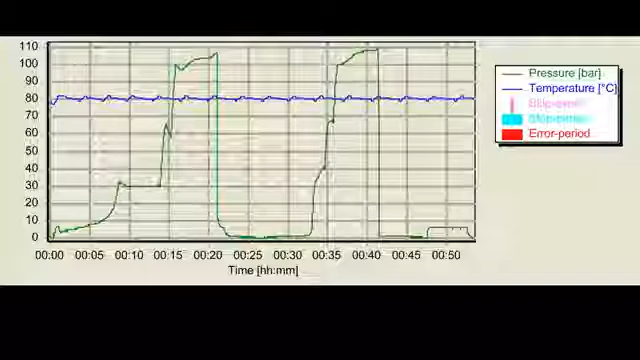 110
100
90
80
70
60
50
40
30
20
10
0
00:00 00:05 00:10 00:15 00:20 00:25 00:30 00:35 00:40 00:45 00:50
Time [hh:mm]
Pressure [bar]
Temperature [°C]
Error-period